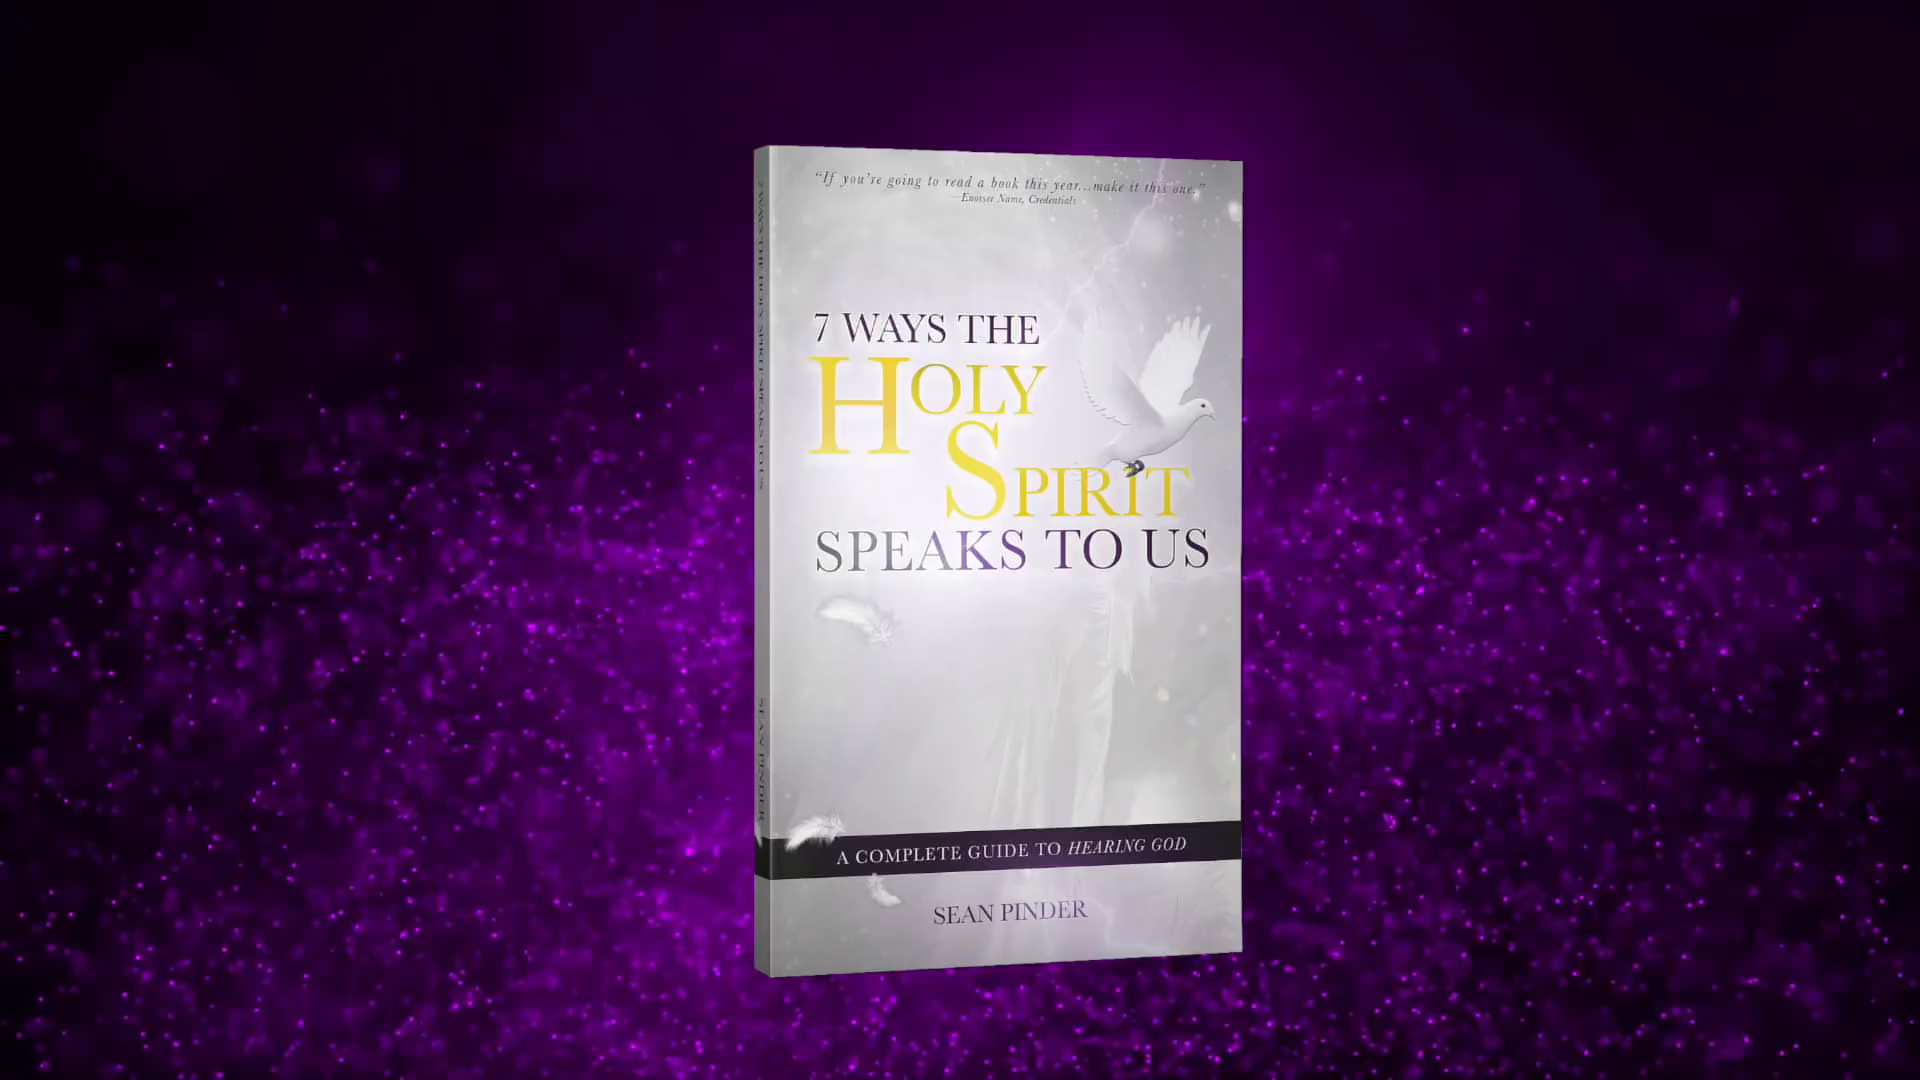 "If you're going to read a book this year...make it this one."
—Enorser Name, Credentials
7 WAYS THE
HOLY
SPIRIT
SPEAKS TO US
A COMPLETE GUIDE TO HEARING GOD
SEAN PINDER
7 WAYS THE HOLY SPIRIT SPEAKS TO US
SEAN PINDER